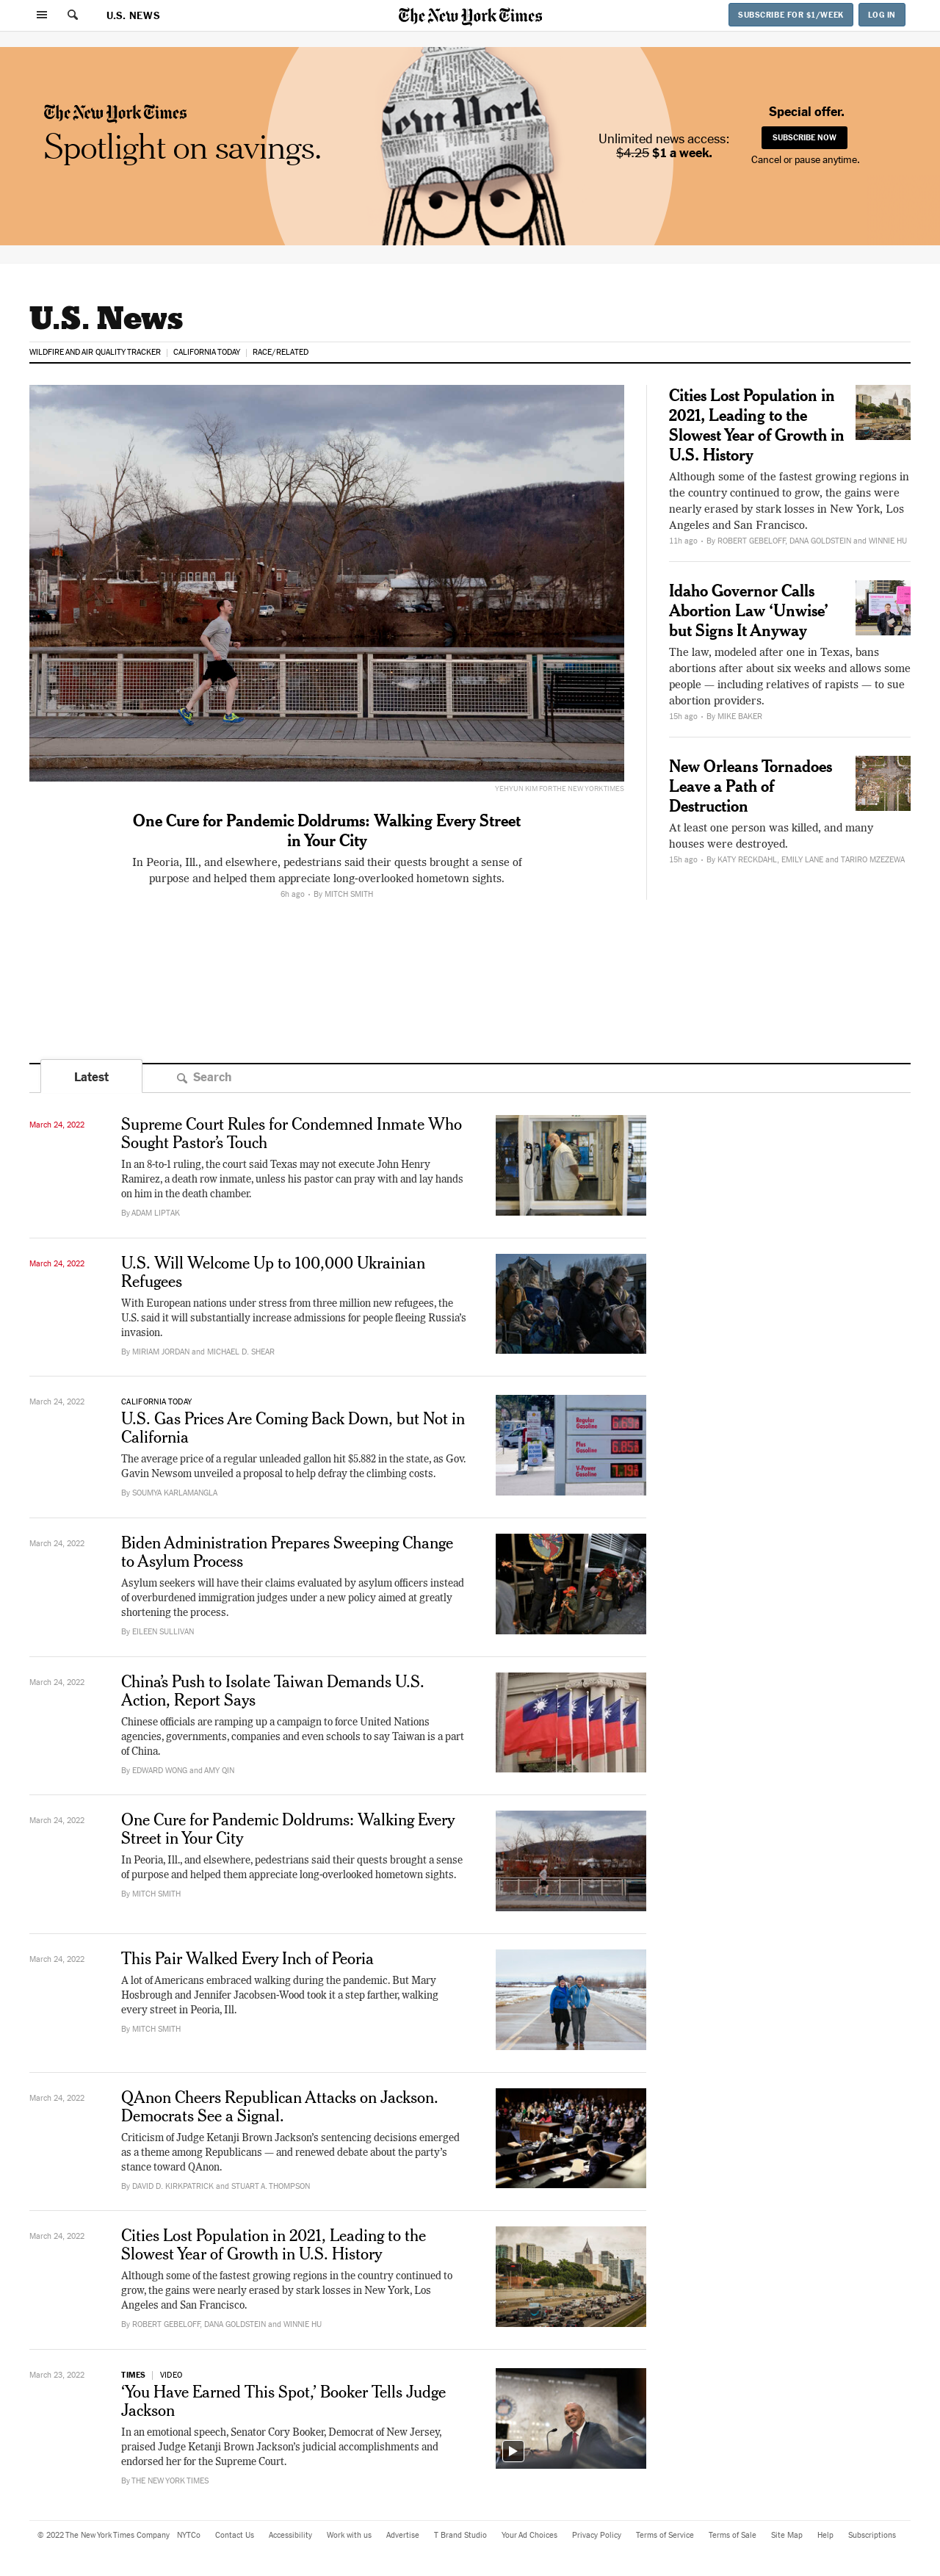 U.S. NEWS
The New York Times
SUBSCRIBE FOR $1/WEEK
LOG IN
The New York Times
Spotlight on savings.
Unlimited news access:
$4.25 $1 a week.
Special offer.
SUBSCRIBE NOW
Cancel or pause anytime.
U.S. News
WILDFIRE AND AIR QUALITY TRACKER
CALIFORNIA TODAY
RACE/RELATED
YEHYUN KIM FOR THE NEW YORK TIMES
One Cure for Pandemic Doldrums: Walking Every Street
in Your City
In Peoria, Ill., and elsewhere, pedestrians said their quests brought a sense of
purpose and helped them appreciate long-overlooked hometown sights.
6h ago • By MITCH SMITH
Cities Lost Population in
2021, Leading to the
Slowest Year of Growth in
U.S. History
Although some of the fastest growing regions in
the country continued to grow, the gains were
nearly erased by stark losses in New York, Los
Angeles and San Francisco.
11h ago • By ROBERT GEBELOFF, DANA GOLDSTEIN and WINNIE HU
Idaho Governor Calls
Abortion Law ‘Unwise’
but Signs It Anyway
The law, modeled after one in Texas, bans
abortions after about six weeks and allows some
people — including relatives of rapists — to sue
abortion providers.
15h ago • By MIKE BAKER
New Orleans Tornadoes
Leave a Path of
Destruction
At least one person was killed, and many
houses were destroyed.
15h ago • By KATY RECKDAHL, EMILY LANE and TARIRO MZEZEWA
Latest
Search
March 24, 2022
Supreme Court Rules for Condemned Inmate Who
Sought Pastor’s Touch
In an 8-to-1 ruling, the court said Texas may not execute John Henry
Ramirez, a death row inmate, unless his pastor can pray with and lay hands
on him in the death chamber.
By ADAM LIPTAK
March 24, 2022
U.S. Will Welcome Up to 100,000 Ukrainian
Refugees
With European nations under stress from three million new refugees, the
U.S. said it will substantially increase admissions for people fleeing Russia’s
invasion.
By MIRIAM JORDAN and MICHAEL D. SHEAR
March 24, 2022
CALIFORNIA TODAY
U.S. Gas Prices Are Coming Back Down, but Not in
California
The average price of a regular unleaded gallon hit $5.882 in the state, as Gov.
Gavin Newsom unveiled a proposal to help defray the climbing costs.
By SOUMYA KARLAMANGLA
March 24, 2022
Biden Administration Prepares Sweeping Change
to Asylum Process
Asylum seekers will have their claims evaluated by asylum officers instead
of overburdened immigration judges under a new policy aimed at greatly
shortening the process.
By EILEEN SULLIVAN
March 24, 2022
China’s Push to Isolate Taiwan Demands U.S.
Action, Report Says
Chinese officials are ramping up a campaign to force United Nations
agencies, governments, companies and even schools to say Taiwan is a part
of China.
By EDWARD WONG and AMY QIN
March 24, 2022
One Cure for Pandemic Doldrums: Walking Every
Street in Your City
In Peoria, Ill., and elsewhere, pedestrians said their quests brought a sense
of purpose and helped them appreciate long-overlooked hometown sights.
By MITCH SMITH
March 24, 2022
This Pair Walked Every Inch of Peoria
A lot of Americans embraced walking during the pandemic. But Mary
Hosbrough and Jennifer Jacobsen-Wood took it a step farther, walking
every street in Peoria, Ill.
By MITCH SMITH
March 24, 2022
QAnon Cheers Republican Attacks on Jackson.
Democrats See a Signal.
Criticism of Judge Ketanji Brown Jackson’s sentencing decisions emerged
as a theme among Republicans — and renewed debate about the party’s
stance toward QAnon.
By DAVID D. KIRKPATRICK and STUART A. THOMPSON
March 24, 2022
Cities Lost Population in 2021, Leading to the
Slowest Year of Growth in U.S. History
Although some of the fastest growing regions in the country continued to
grow, the gains were nearly erased by stark losses in New York, Los
Angeles and San Francisco.
By ROBERT GEBELOFF, DANA GOLDSTEIN and WINNIE HU
March 23, 2022
TIMES | VIDEO
‘You Have Earned This Spot,’ Booker Tells Judge
Jackson
In an emotional speech, Senator Cory Booker, Democrat of New Jersey,
praised Judge Ketanji Brown Jackson’s judicial accomplishments and
endorsed her for the Supreme Court.
By THE NEW YORK TIMES
© 2022 The New York Times Company NYTCo Contact Us Accessibility Work with us Advertise T Brand Studio Your Ad Choices Privacy Policy Terms of Service Terms of Sale Site Map Help Subscriptions